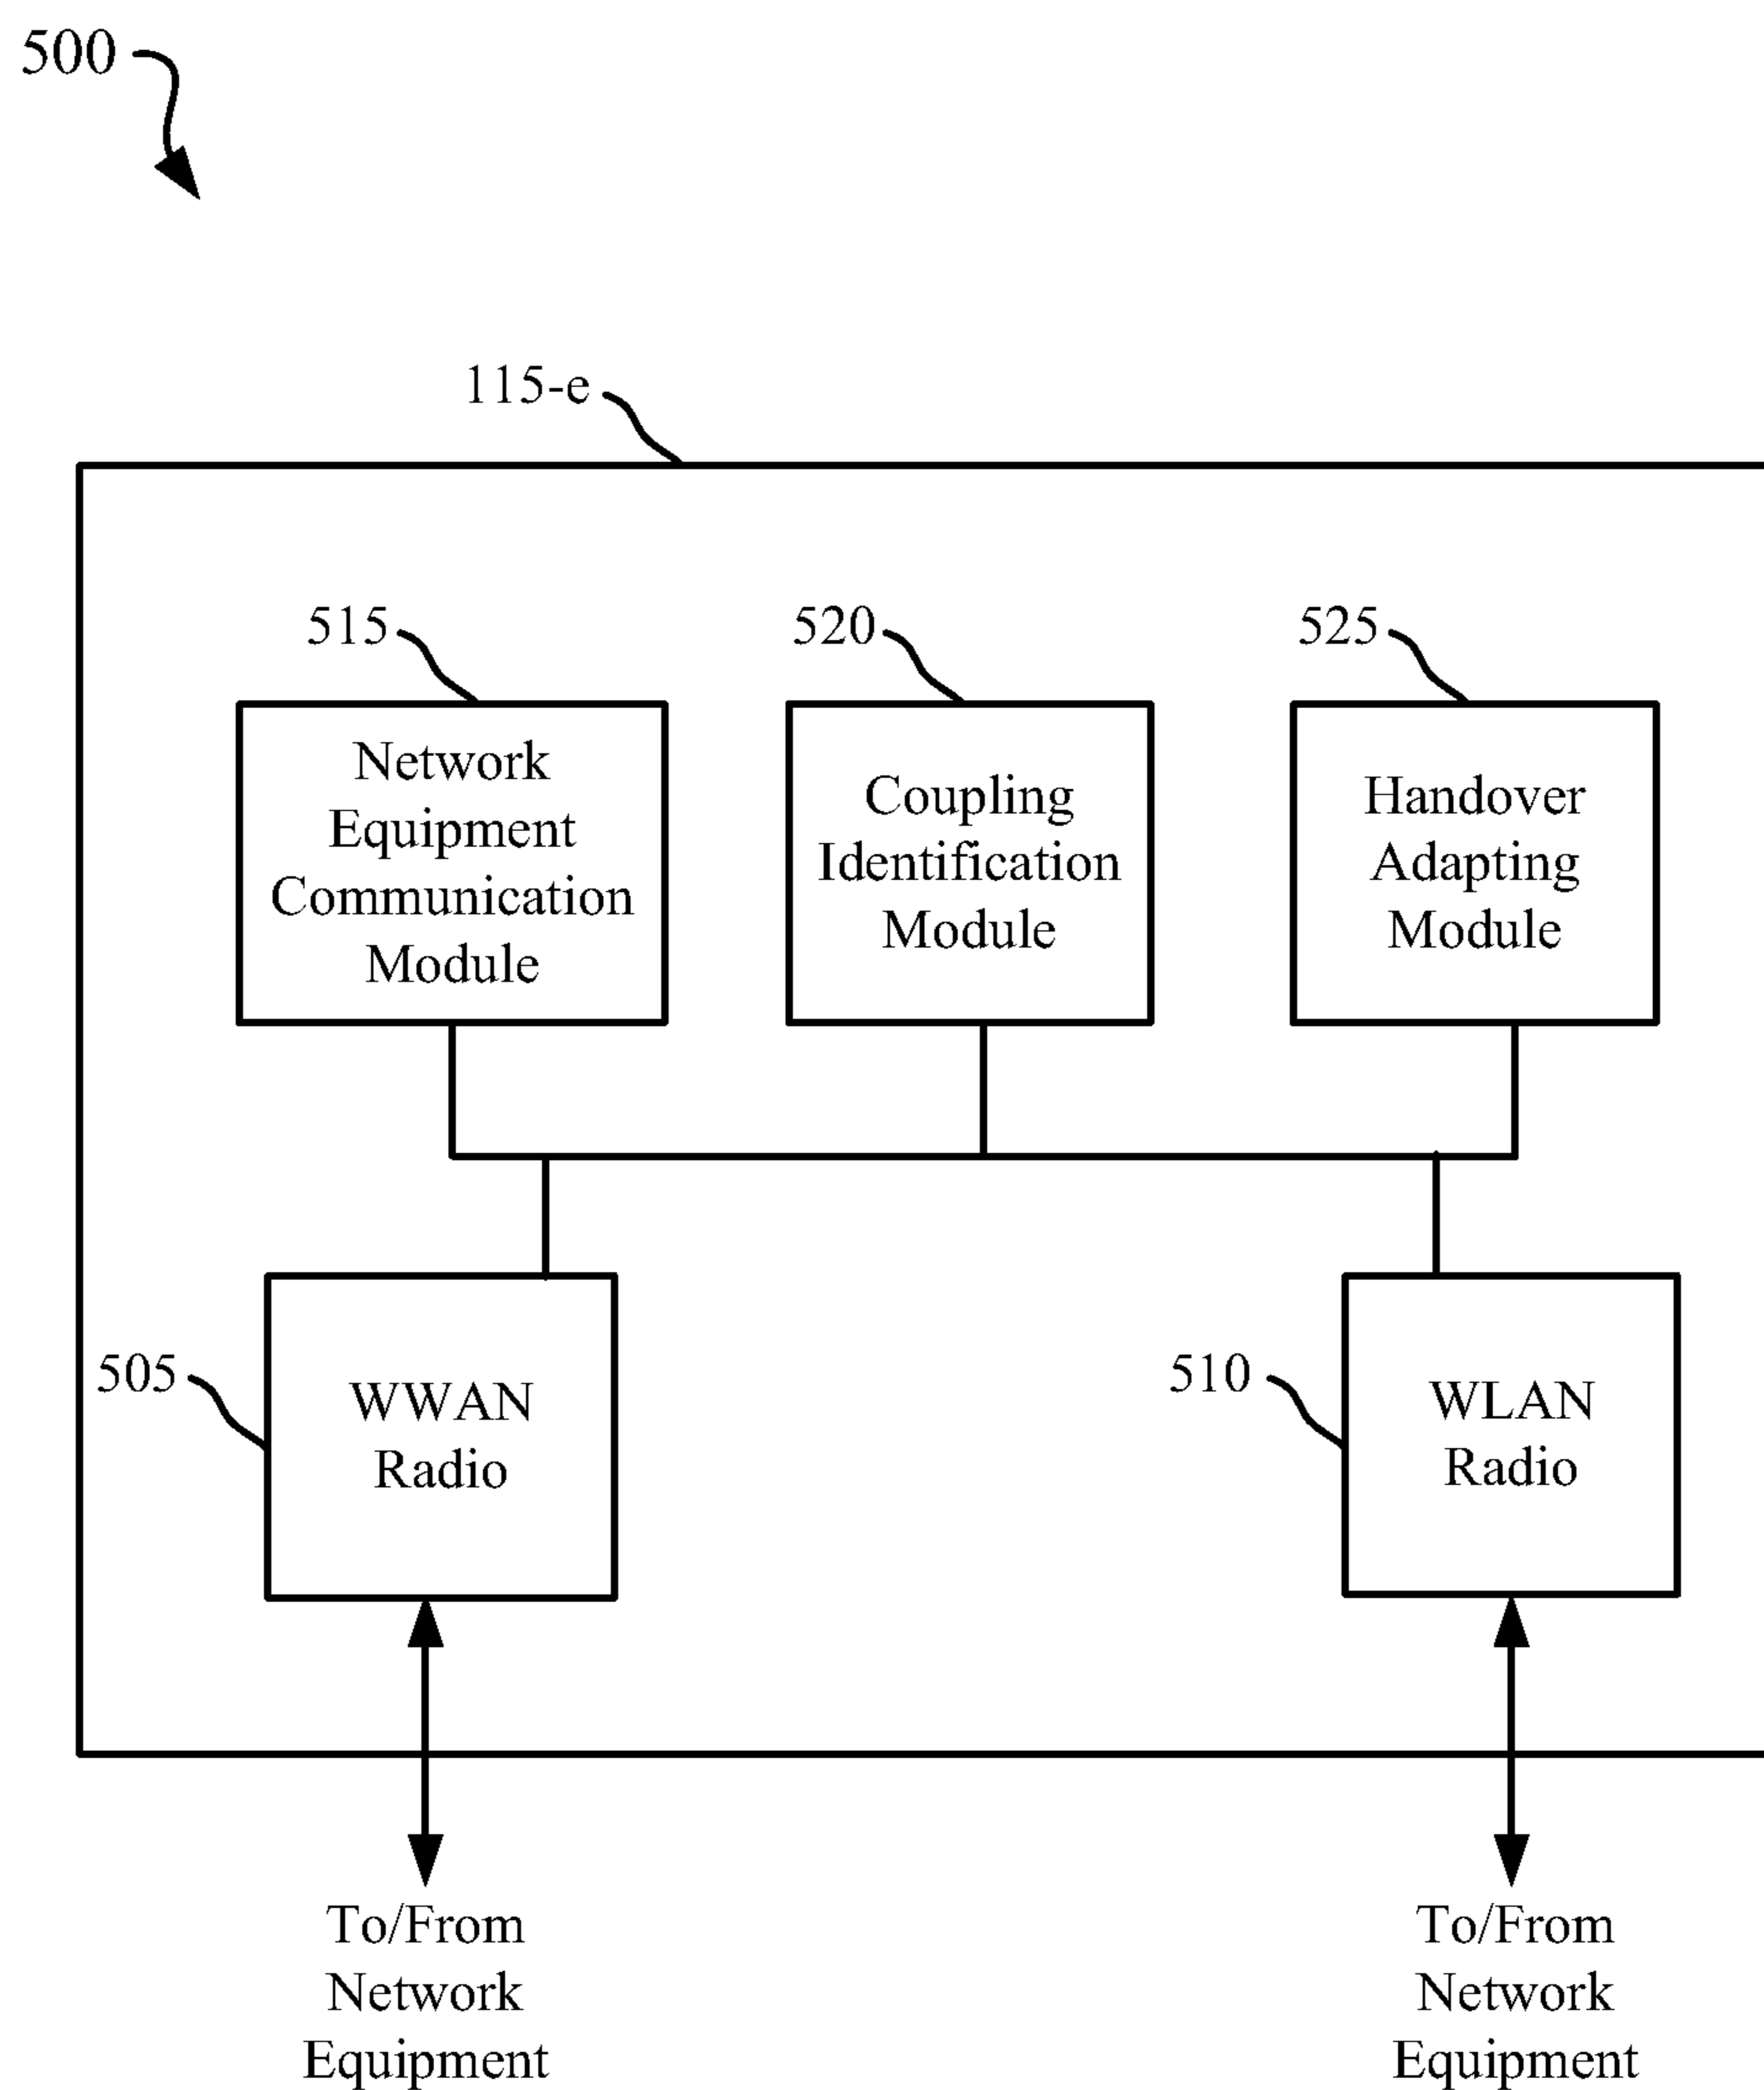 500
115-e
515
520
525
Network
Equipment
Communication
Module
Coupling
Identification
Module
Handover
Adapting
Module
505
WWAN
Radio
510
WLAN
Radio
To/From
Network
Equipment
To/From
Network
Equipment